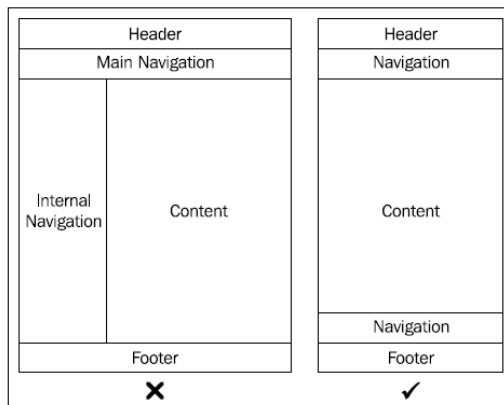 Header
Main Navigation
Internal
Navigation
Content
Footer
Header
Navigation
Content
Navigation
Footer